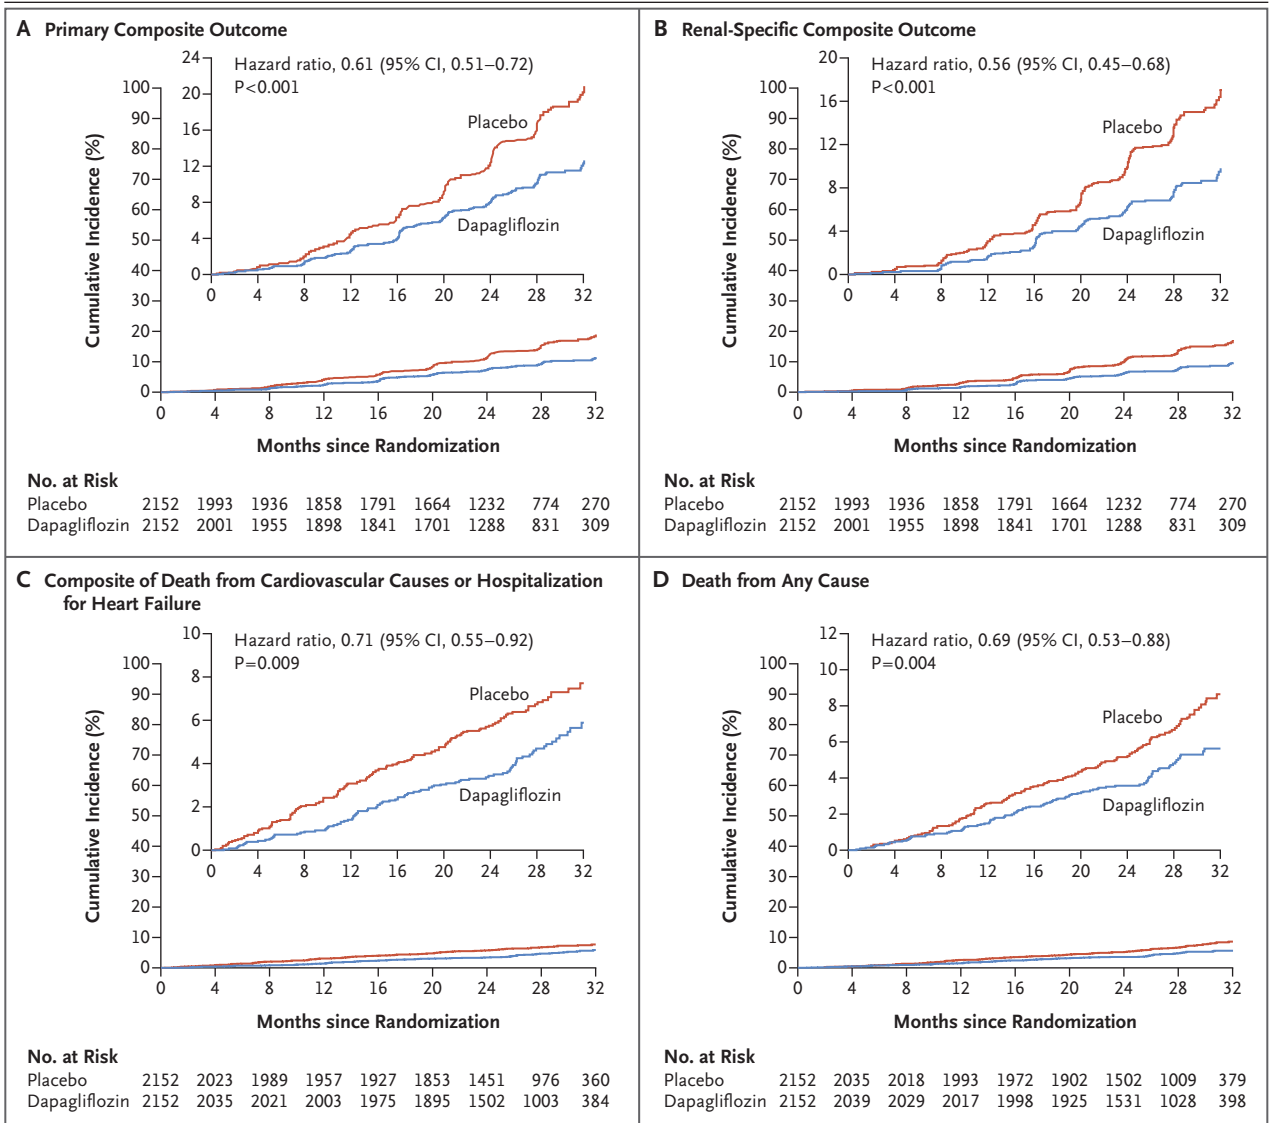 A Primary Composite Outcome
Hazard ratio, 0.61 (95% CI, 0.51–0.72)
P<0.001
Placebo
Dapagliflozin
24
20
16
12
8
4
0
0 4 8 12 16 20 24 28 32
Cumulative Incidence (%)
100
90
80
70
60
50
40
30
20
10
0
0 4 8 12 16 20 24 28 32
Months since Randomization
No. at Risk
Placebo 2152 1993 1936 1858 1791 1664 1232 774 270
Dapagliflozin 2152 2001 1955 1898 1841 1701 1288 831 309
B Renal-Specific Composite Outcome
Hazard ratio, 0.56 (95% CI, 0.45–0.68)
P<0.001
Placebo
Dapagliflozin
20
16
12
8
4
0
0 4 8 12 16 20 24 28 32
Cumulative Incidence (%)
100
90
80
70
60
50
40
30
20
10
0
0 4 8 12 16 20 24 28 32
Months since Randomization
No. at Risk
Placebo 2152 1993 1936 1858 1791 1664 1232 774 270
Dapagliflozin 2152 2001 1955 1898 1841 1701 1288 831 309
C Composite of Death from Cardiovascular Causes or Hospitalization
for Heart Failure
Hazard ratio, 0.71 (95% CI, 0.55–0.92)
P=0.009
Placebo
Dapagliflozin
10
8
6
4
2
0
0 4 8 12 16 20 24 28 32
Cumulative Incidence (%)
100
90
80
70
60
50
40
30
20
10
0
0 4 8 12 16 20 24 28 32
Months since Randomization
No. at Risk
Placebo 2152 2023 1989 1957 1927 1853 1451 976 360
Dapagliflozin 2152 2035 2021 2003 1975 1895 1502 1003 384
D Death from Any Cause
Hazard ratio, 0.69 (95% CI, 0.53–0.88)
P=0.004
Placebo
Dapagliflozin
12
10
8
6
4
2
0
0 4 8 12 16 20 24 28 32
Cumulative Incidence (%)
100
90
80
70
60
50
40
30
20
10
0
0 4 8 12 16 20 24 28 32
Months since Randomization
No. at Risk
Placebo 2152 2035 2018 1993 1972 1902 1502 1009 379
Dapagliflozin 2152 2039 2029 2017 1998 1925 1531 1028 398